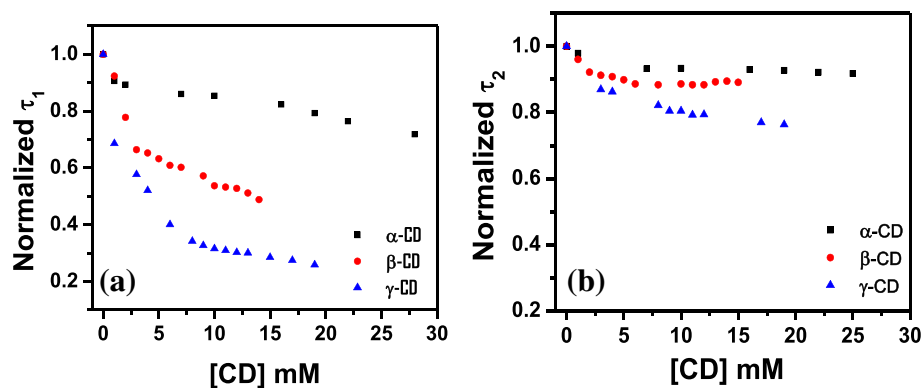 Normalized τ1
1.0
0.8
0.6
0.4
0.2
(a)
α-CD
β-CD
γ-CD
0 5 10 15 20 25 30
[CD] mM
Normalized τ2
1.0
0.8
0.6
0.4
0.2
(b)
α-CD
β-CD
γ-CD
0 5 10 15 20 25 30
[CD] mM